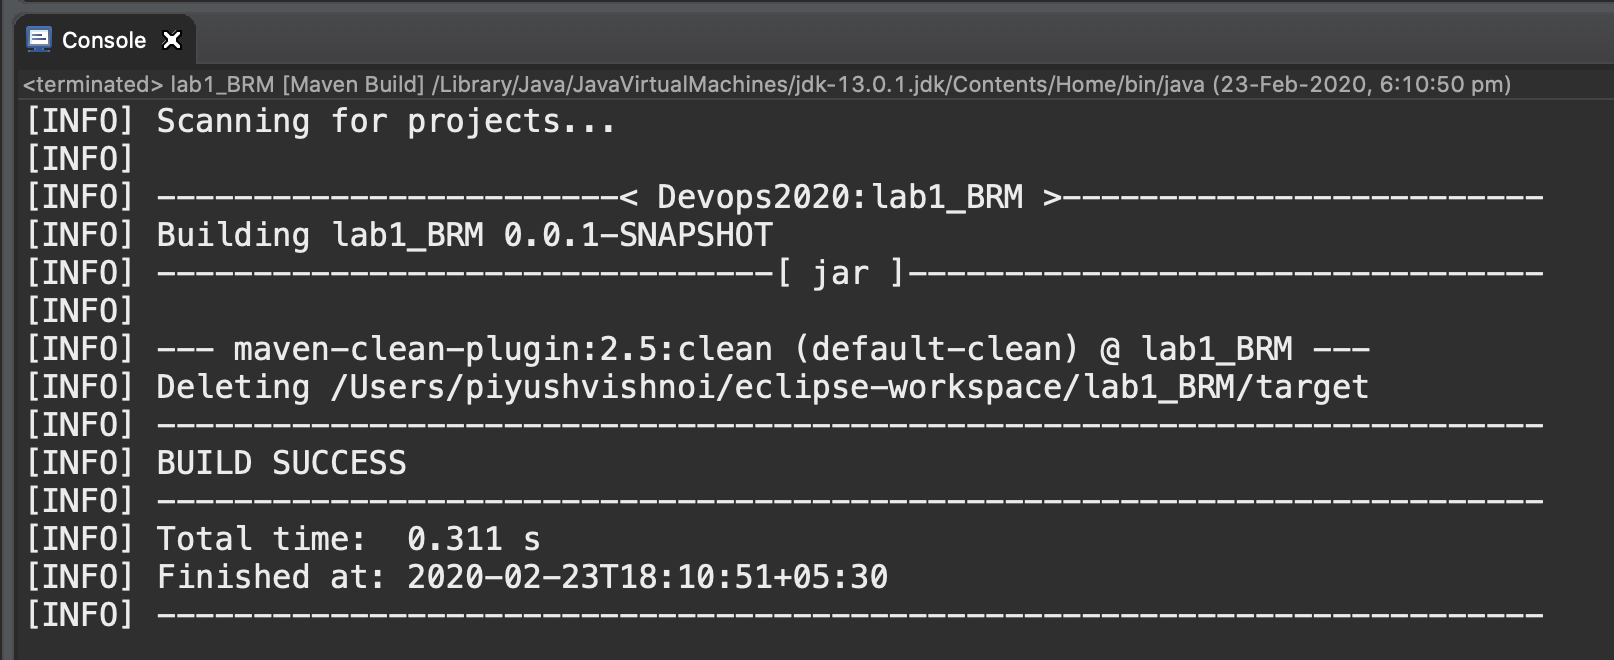 Console
<terminated> lab1_BRM [Maven Build] /Library/Java/JavaVirtualMachines/jdk-13.0.1.jdk/Contents/Home/bin/java (23-Feb-2020, 6:10:50 pm)
[INFO] Scanning for projects...
[INFO]
[INFO] ------------------------< Devops2020:lab1_BRM >-------------------------
[INFO] Building lab1_BRM 0.0.1-SNAPSHOT
[INFO] --------------------------------[ jar ]---------------------------------
[INFO]
[INFO] --- maven-clean-plugin:2.5:clean (default-clean) @ lab1_BRM ---
[INFO] Deleting /Users/piyushvishnoi/eclipse-workspace/lab1_BRM/target
[INFO] ------------------------------------------------------------------------
[INFO] BUILD SUCCESS
[INFO] ------------------------------------------------------------------------
[INFO] Total time:  0.311 s
[INFO] Finished at: 2020-02-23T18:10:51+05:30
[INFO] ------------------------------------------------------------------------